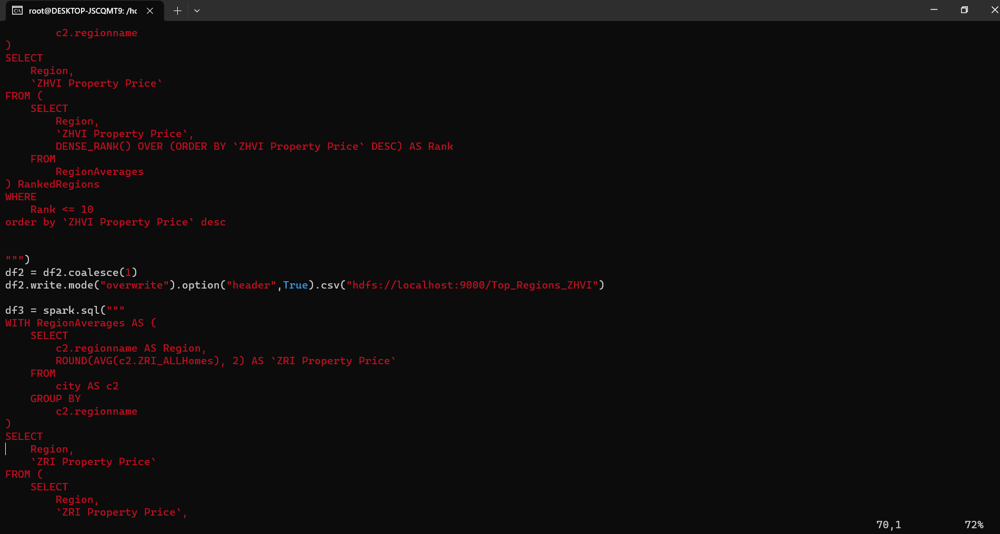 root@DESKTOP-JSCQMT9: /hc
        c2.regionname
)
SELECT
    Region,
    `ZHVI Property Price`
FROM (
    SELECT
        Region,
        `ZHVI Property Price`,
        DENSE_RANK() OVER (ORDER BY `ZHVI Property Price` DESC) AS Rank
    FROM
        RegionAverages
) RankedRegions
WHERE
    Rank <= 10
order by `ZHVI Property Price` desc
""")
df2 = df2.coalesce(1)
df2.write.mode("overwrite").option("header",True).csv("hdfs://localhost:9000/Top_Regions_ZHVI")
df3 = spark.sql("""
WITH RegionAverages AS (
    SELECT
        c2.regionname AS Region,
        ROUND(AVG(c2.ZRI_ALLHomes), 2) AS `ZRI Property Price`
    FROM
        city AS c2
    GROUP BY
        c2.regionname
)
SELECT
    Region,
    `ZRI Property Price`
FROM (
    SELECT
        Region,
        `ZRI Property Price`,
70,1 72%